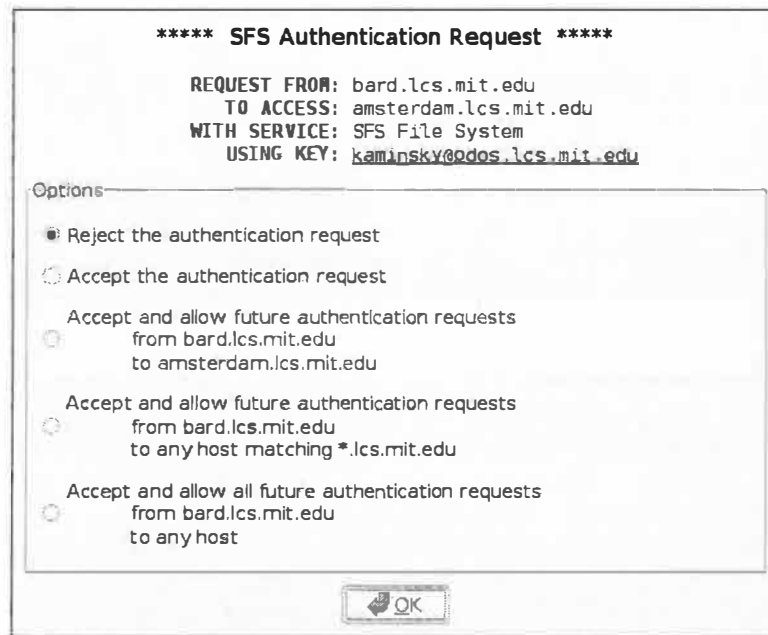 ***** SFS Authentication Request *****
REQUEST FROM: bard.lcs.mit.edu
TO ACCESS: amsterdam.lcs.mit.edu
WITH SERVICE: SFS File System
USING KEY: kaminsky@pdos.lcs.mit.edu
Options
Reject the authentication request
Accept the authentication request
Accept and allow future authentication requests
from bard.lcs.mit.edu
to amsterdam.lcs.mit.edu
Accept and allow future authentication requests
from bard.lcs.mit.edu
to any host matching *.lcs.mit.edu
Accept and allow all future authentication requests
from bard.lcs.mit.edu
to any host
OK